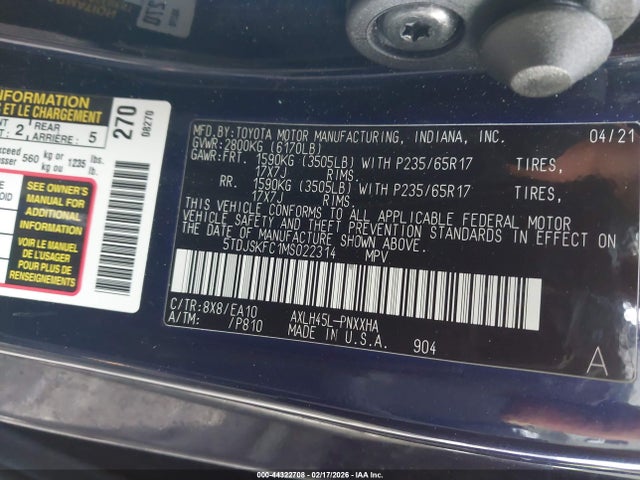 INFORMATION
ET LE CHARGEMENT
2 REAR ARRIÈRE: 5
exceed 560 kg or 1235 lbs.
kg ou lb.
SEE OWNER'S
MANUAL FOR
ADDITIONAL
INFORMATION
VOIR LE MANUEL
DE L'USAGER
POUR PLUS DE
RENSEIGNEMENTS
270
08270
MFD. BY: TOYOTA MOTOR MANUFACTURING, INDIANA, INC. 04/21
GVWR: 2800KG (6170LB)
GAWR: FRT. 1590KG (3505LB) WITH P235/65R17 TIRES,
17X7J RIMS.
RR. 1590KG (3505LB) WITH P235/65R17 TIRES,
17X7J RIMS.
THIS VEHICLE CONFORMS TO ALL APPLICABLE FEDERAL MOTOR
VEHICLE SAFETY AND THEFT PREVENTION STANDARDS IN EFFECT ON
THE DATE OF MANUFACTURE SHOWN ABOVE.
5TDJSKFC1MS022314 MPV
C/TR: 8X8/EA10 AXLH45L-PNXXHA
A/TM: /P810 MADE IN U.S.A. 904
A
000-44322708 - 02/17/2026 - IAA Inc.